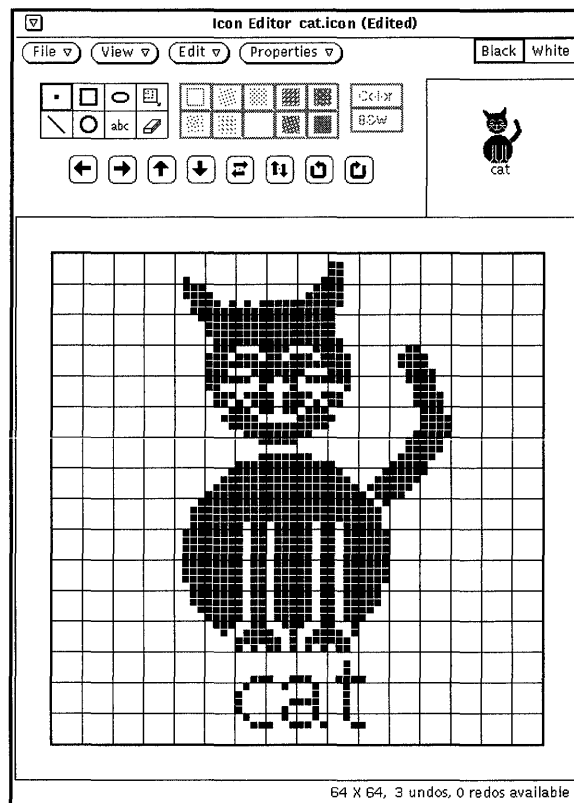 Icon Editor cat.icon (Edited)
File View Edit Properties Black White
Color
abc B&W
cat
cat
64 X 64, 3 undos, 0 redos available